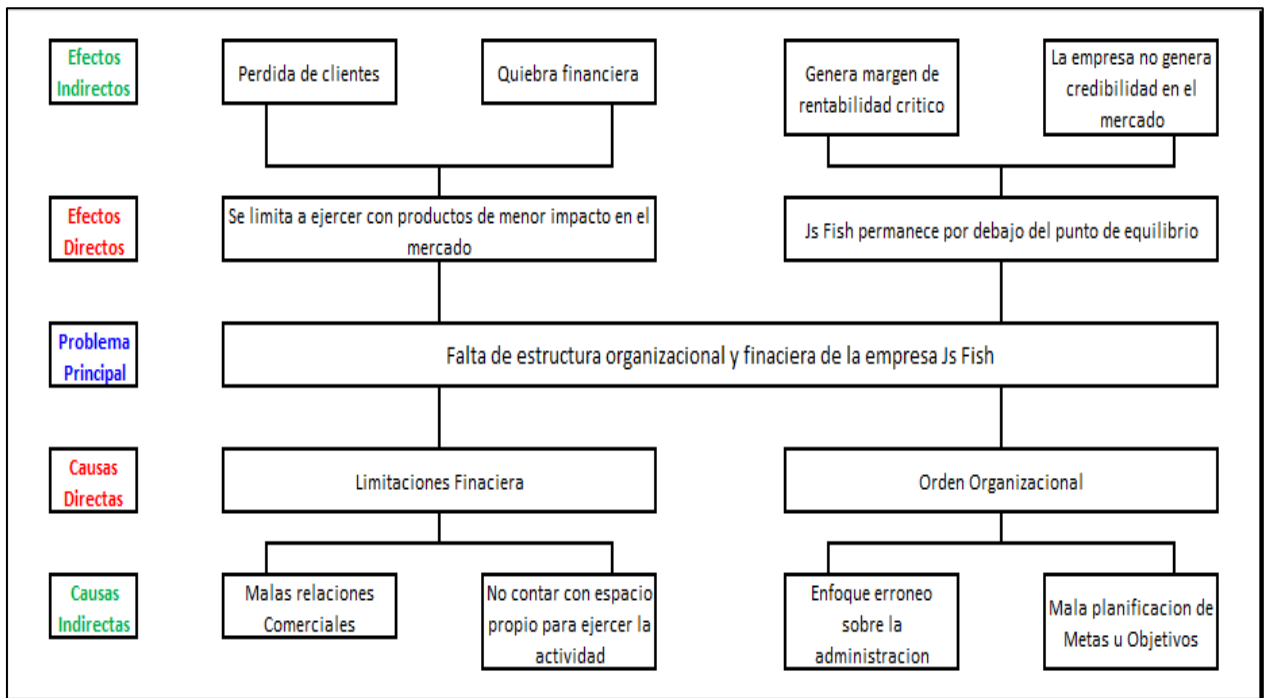 Efectos
Indirectos
Perdida de clientes
Quiebra financiera
Genera margen de
rentabilidad critico
La empresa no genera
credibilidad en el
mercado
Efectos
Directos
Se limita a ejercer con productos de menor impacto en el
mercado
Js Fish permanece por debajo del punto de equilibrio
Problema
Principal
Falta de estructura organizacional y finaciera de la empresa Js Fish
Causas
Directas
Limitaciones Finaciera
Orden Organizacional
Causas
Indirectas
Malas relaciones
Comerciales
No contar con espacio
propio para ejercer la
actividad
Enfoque erroneo
sobre la
administracion
Mala planificacion de
Metas u Objetivos